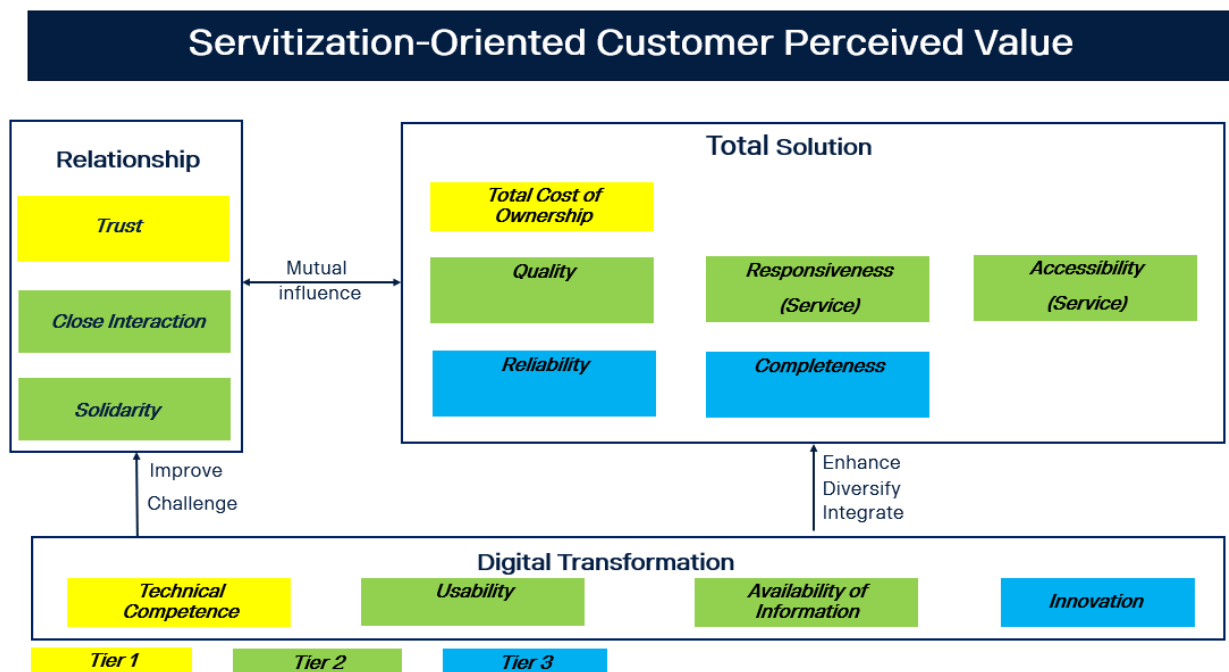 Servitization-Oriented Customer Perceived Value
Relationship
Trust
Close Interaction
Solidarity
Mutual
influence
Total Solution
Total Cost of
Ownership
Quality
Responsiveness
(Service)
Accessibility
(Service)
Reliability
Completeness
Improve
Challenge
Enhance
Diversify
Integrate
Digital Transformation
Technical
Competence
Usability
Availability of
Information
Innovation
Tier 1
Tier 2
Tier 3